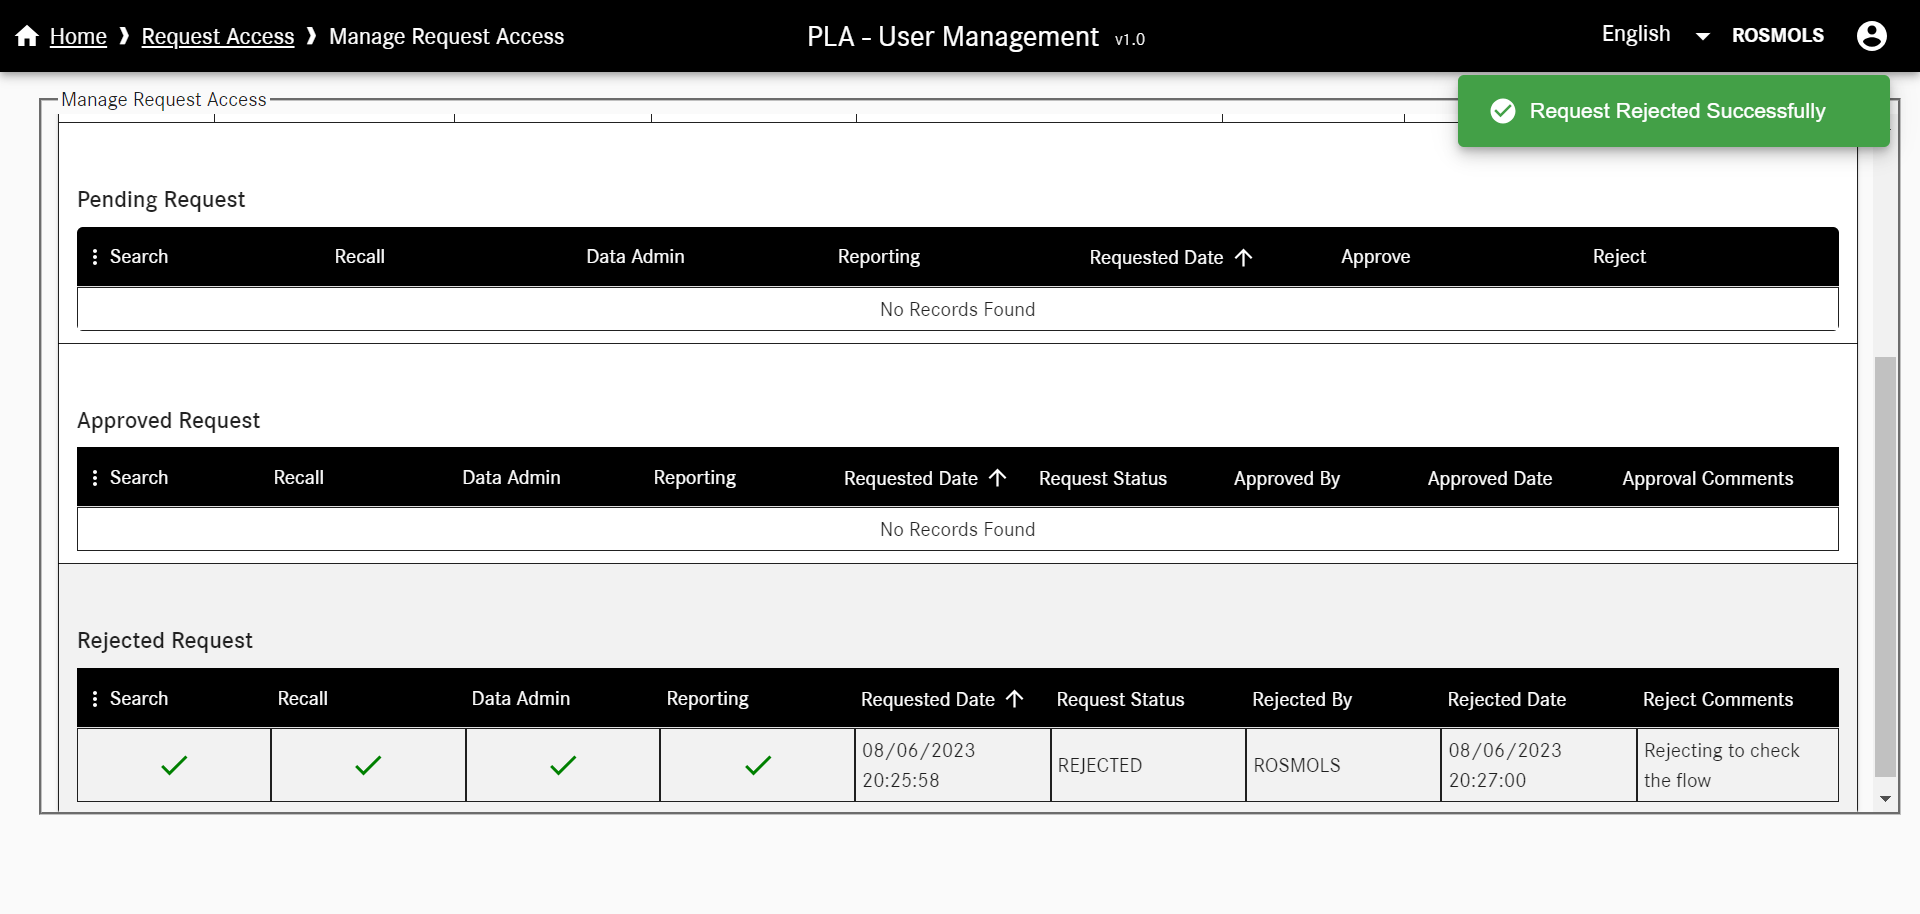 Home ❱ Request Access ❱ Manage Request Access
PLA - User Management v1.0
English ROSMOLS
Request Rejected Successfully
Manage Request Access
Pending Request
Search Recall Data Admin Reporting Requested Date Approve Reject
No Records Found
Approved Request
Search Recall Data Admin Reporting Requested Date Request Status Approved By Approved Date Approval Comments
No Records Found
Rejected Request
Search Recall Data Admin Reporting Requested Date Request Status Rejected By Rejected Date Reject Comments
08/06/2023
20:25:58
REJECTED
ROSMOLS
08/06/2023
20:27:00
Rejecting to check
the flow